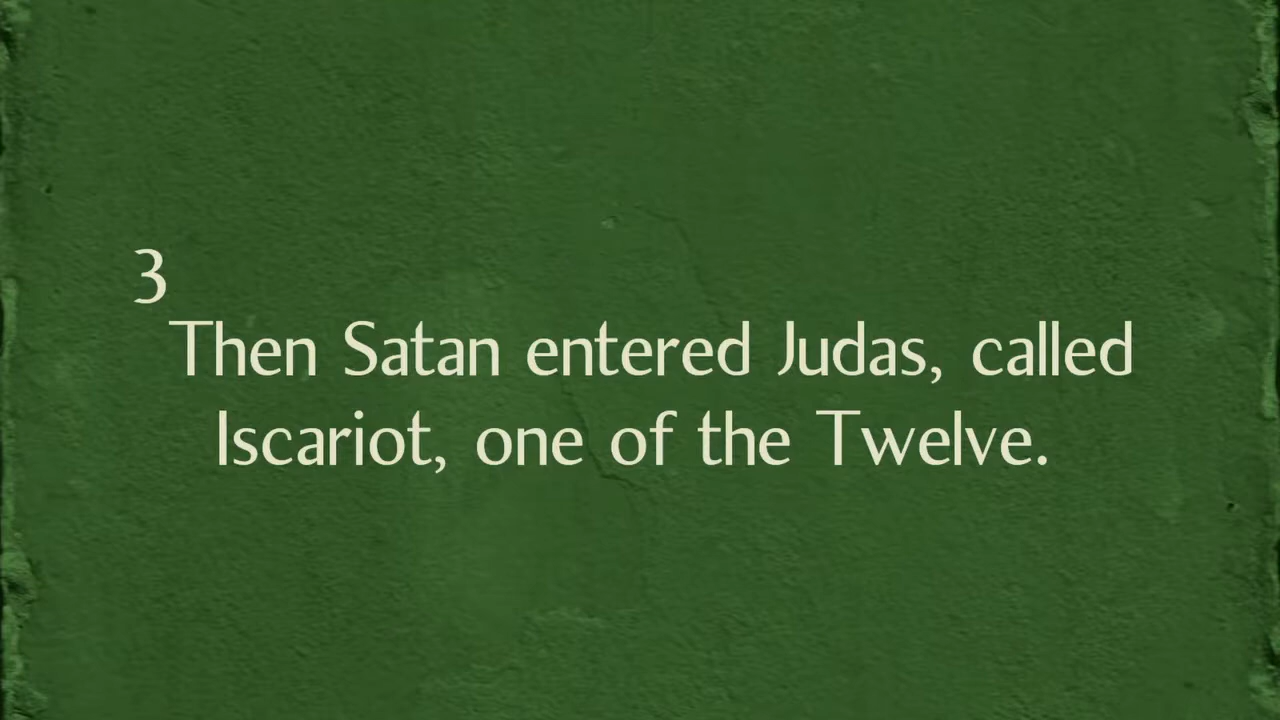 3
Then Satan entered Judas, called
Iscariot, one of the Twelve.